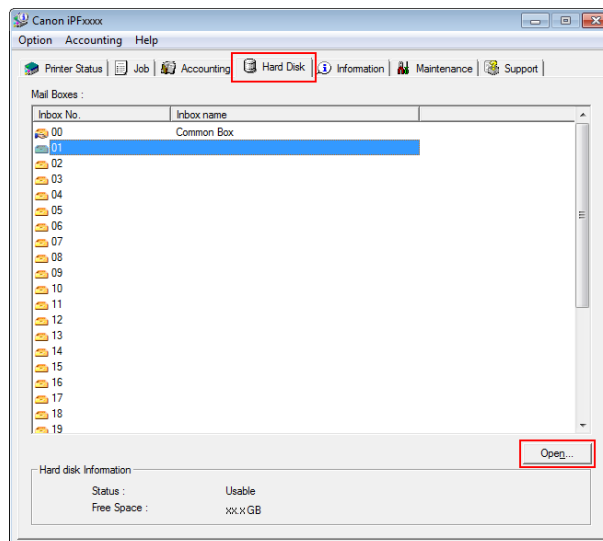 Canon iPFxxxx
Option Accounting Help
Printer Status Job Accounting Hard Disk Information Maintenance Support
Mail Boxes :
Inbox No. Inbox name
00 Common Box
01
02
03
04
05
06
07
08
09
10
11
12
13
14
15
16
17
18
19
Open...
Hard disk Information
Status : Usable
Free Space : xx.xGB